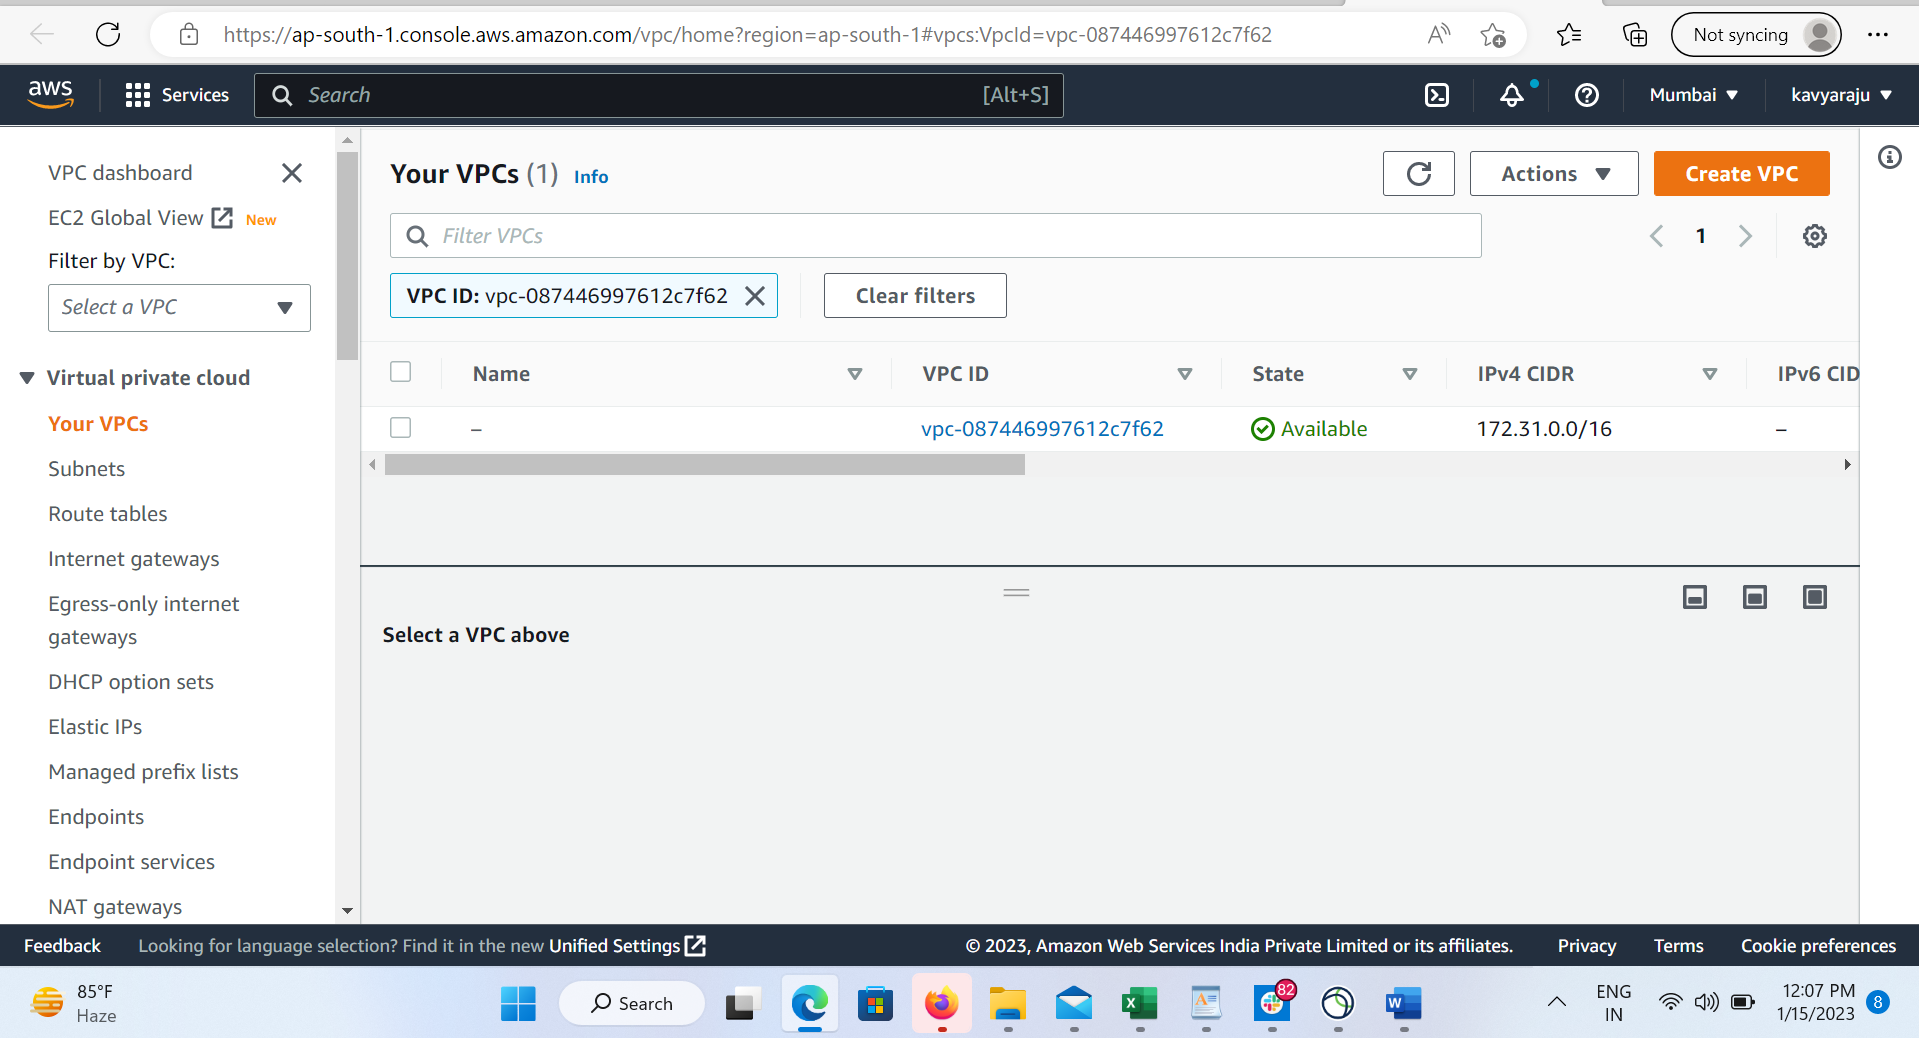 https://ap-south-1.console.aws.amazon.com/vpc/home?region=ap-south-1#vpcs:VpcId=vpc-087446997612c7f62
Not syncing
aws
Services
Search
[Alt+S]
Mumbai
kavyaraju
VPC dashboard
EC2 Global View New
Filter by VPC:
Select a VPC
Virtual private cloud
Your VPCs
Subnets
Route tables
Internet gateways
Egress-only internet
gateways
DHCP option sets
Elastic IPs
Managed prefix lists
Endpoints
Endpoint services
NAT gateways
Your VPCs (1) Info
Actions
Create VPC
Filter VPCs
1
VPC ID: vpc-087446997612c7f62
Clear filters
Name VPC ID State IPv4 CIDR IPv6 CID
– vpc-087446997612c7f62 Available 172.31.0.0/16 –
Select a VPC above
Feedback Looking for language selection? Find it in the new Unified Settings © 2023, Amazon Web Services India Private Limited or its affiliates. Privacy Terms Cookie preferences
85°F
Haze
Search
82
ENG
IN
12:07 PM
1/15/2023
8